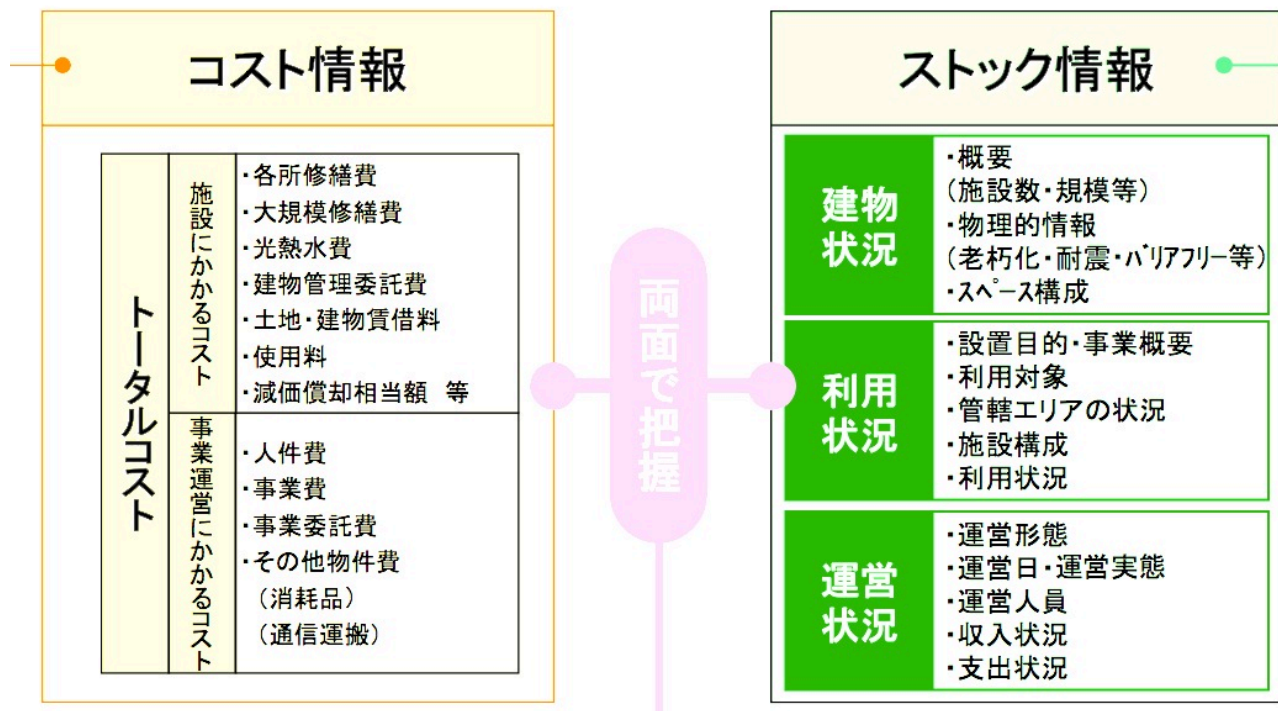 コスト情報
トータルコスト
施設にかかるコスト
・各所修繕費
・大規模修繕費
・光熱水費
・建物管理委託費
・土地・建物賃借料
・使用料
・減価償却相当額 等
事業運営にかかるコスト
・人件費
・事業費
・事業委託費
・その他物件費
（消耗品）
（通信運搬）
両面で把握
ストック情報
建物
状況
・概要
(施設数・規模等)
・物理的情報
(老朽化・耐震・ﾊﾞﾘｱﾌﾘｰ等)
・ｽﾍﾟｰｽ構成
利用
状況
・設置目的・事業概要
・利用対象
・管轄エリアの状況
・施設構成
・利用状況
運営
状況
・運営形態
・運営日・運営実態
・運営人員
・収入状況
・支出状況